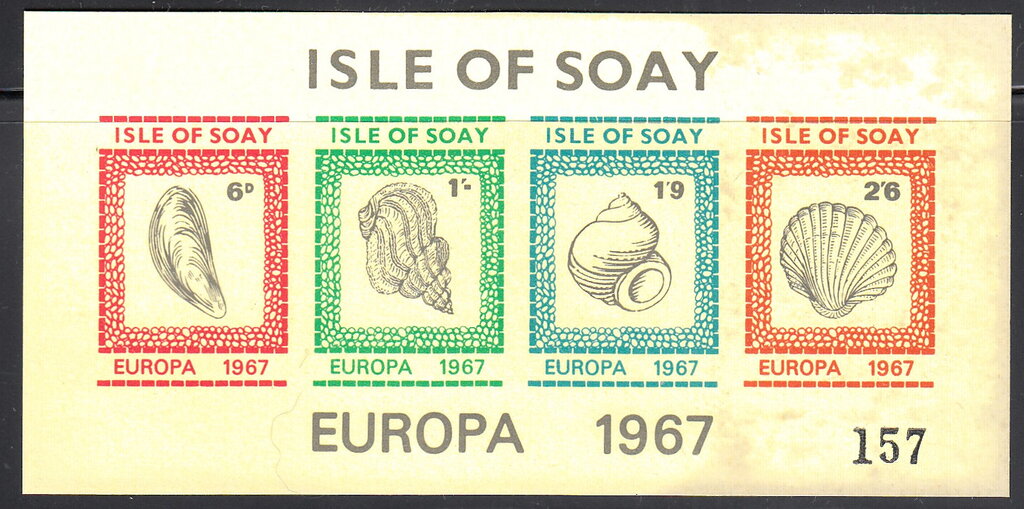 ISLE OF SOAY
ISLE OF SOAY
6D
EUROPA 1967
ISLE OF SOAY
1'-
EUROPA 1967
ISLE OF SOAY
1'9
EUROPA 1967
ISLE OF SOAY
2'6
EUROPA 1967
EUROPA 1967
157